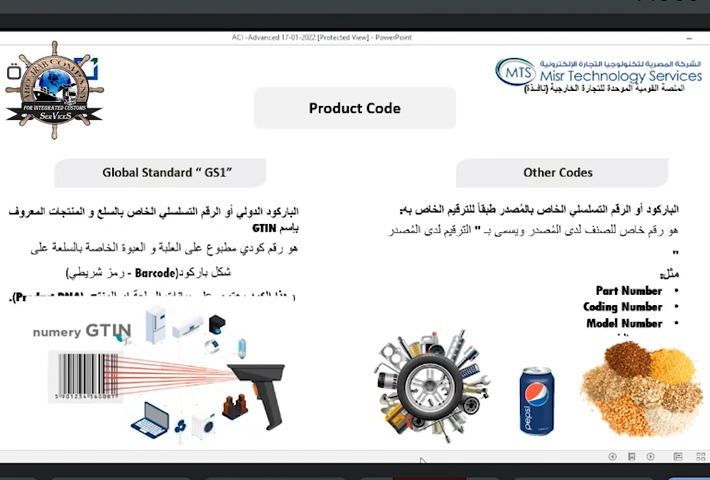 ACI -Advanced 17-01-2022 [Protected View] - PowerPoint
FOR INTEGRATED CUSTOMS
SERVICES
MTS
الشركة المصرية لتكنولوجيا التجارة الإلكترونية
Misr Technology Services
المنصة القومية الموحدة للتجارة الخارجية (نافذة)
Product Code
Global Standard “ GS1”
الباركود الدولي أو الرقم التسلسلي الخاص بالسلع و المنتجات المعروف
بإسم GTIN
هو رقم كودي مطبوع على العلبة و العبوة الخاصة بالسلعة على
شكل باركود(Barcode - رمز شريطي)
numery GTIN
Other Codes
الباركود أو الرقم التسلسلي الخاص بالمُصدر طبقاً للترقيم الخاص به:
هو رقم خاص للصنف لدى المُصدر ويسمى بـ " الترقيم لدى المُصدر
"
مثل:
• Part Number
• Coding Number
• Model Number
pepsi